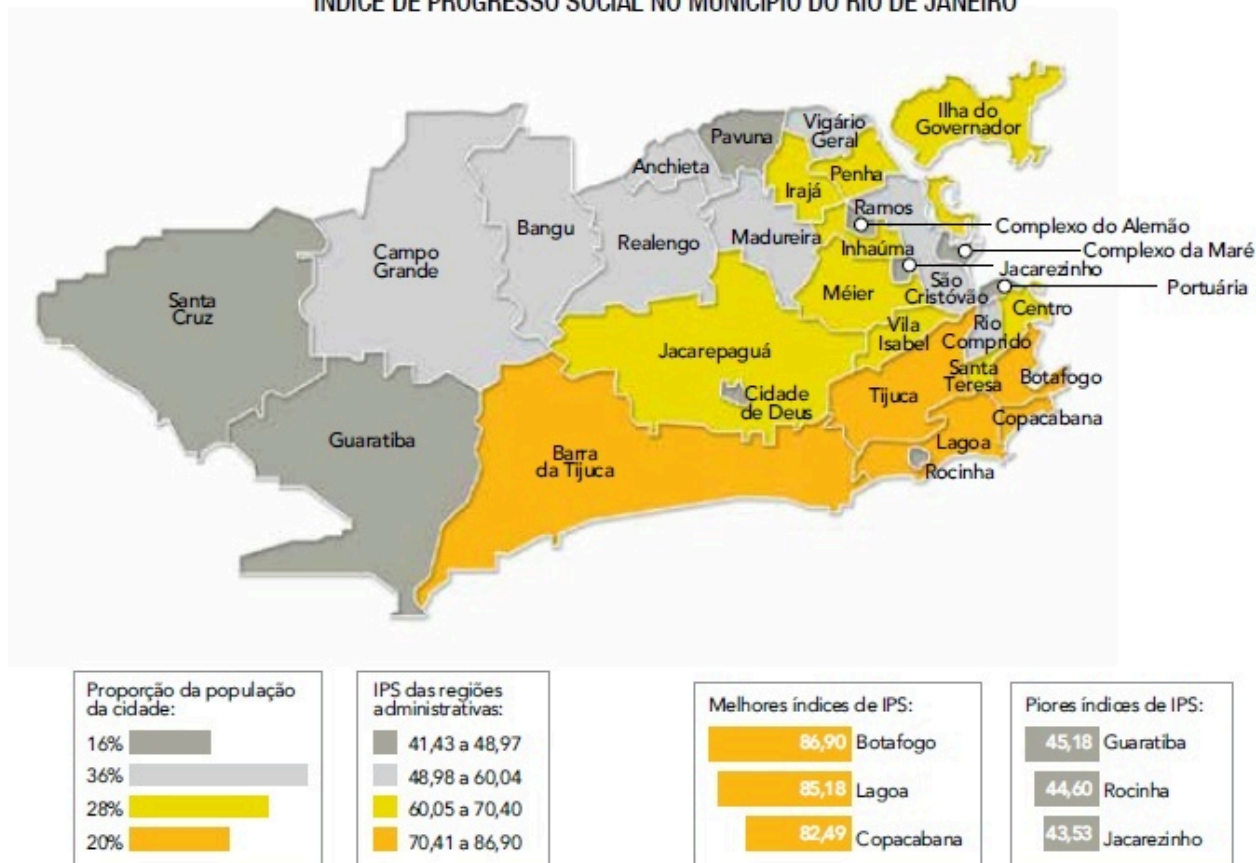 ÍNDICE DE PROGRESSO SOCIAL NO MUNICÍPIO DO RIO DE JANEIRO
Ilha do
Governador
Vigário
Geral
Pavuna
Anchieta
Penha
Irajá
Ramos
Complexo do Alemão
Bangu
Realengo
Madureira
Inhaúma
Complexo da Maré
Campo
Grande
Jacarezinho
São
Cristóvão
Portuária
Santa
Cruz
Méier
Centro
Vila
Isabel
Rio
Comprido
Jacarepaguá
Santa
Teresa
Botafogo
Cidade
de Deus
Tijuca
Copacabana
Guaratiba
Lagoa
Barra
da Tijuca
Rocinha
Proporção da população
da cidade:
16%
36%
28%
20%
IPS das regiões
administrativas:
41,43 a 48,97
48,98 a 60,04
60,05 a 70,40
70,41 a 86,90
Melhores índices de IPS:
86,90 Botafogo
85,18 Lagoa
82,49 Copacabana
Piores índices de IPS:
45,18 Guaratiba
44,60 Rocinha
43,53 Jacarezinho